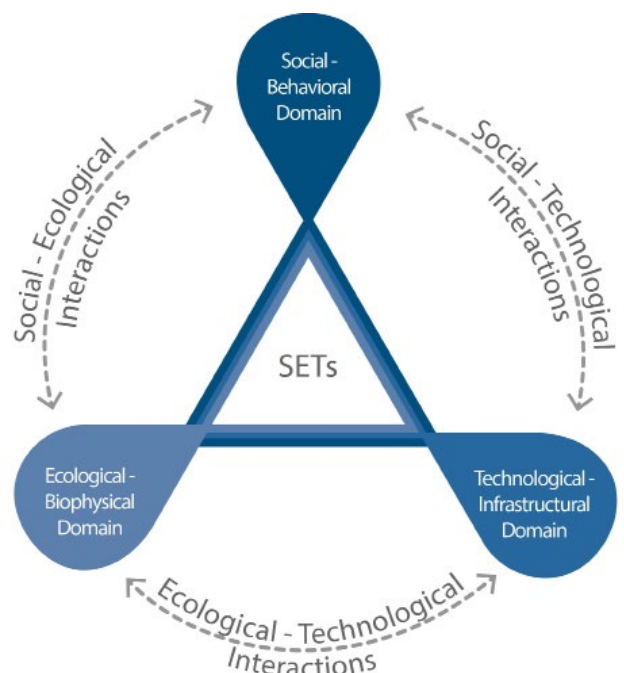 Social -
Behavioral
Domain
Social - Ecological
Interactions
Social - Technological
Interactions
SETs
Ecological -
Biophysical
Domain
Technological -
Infrastructural
Domain
Ecological - Technological
Interactions